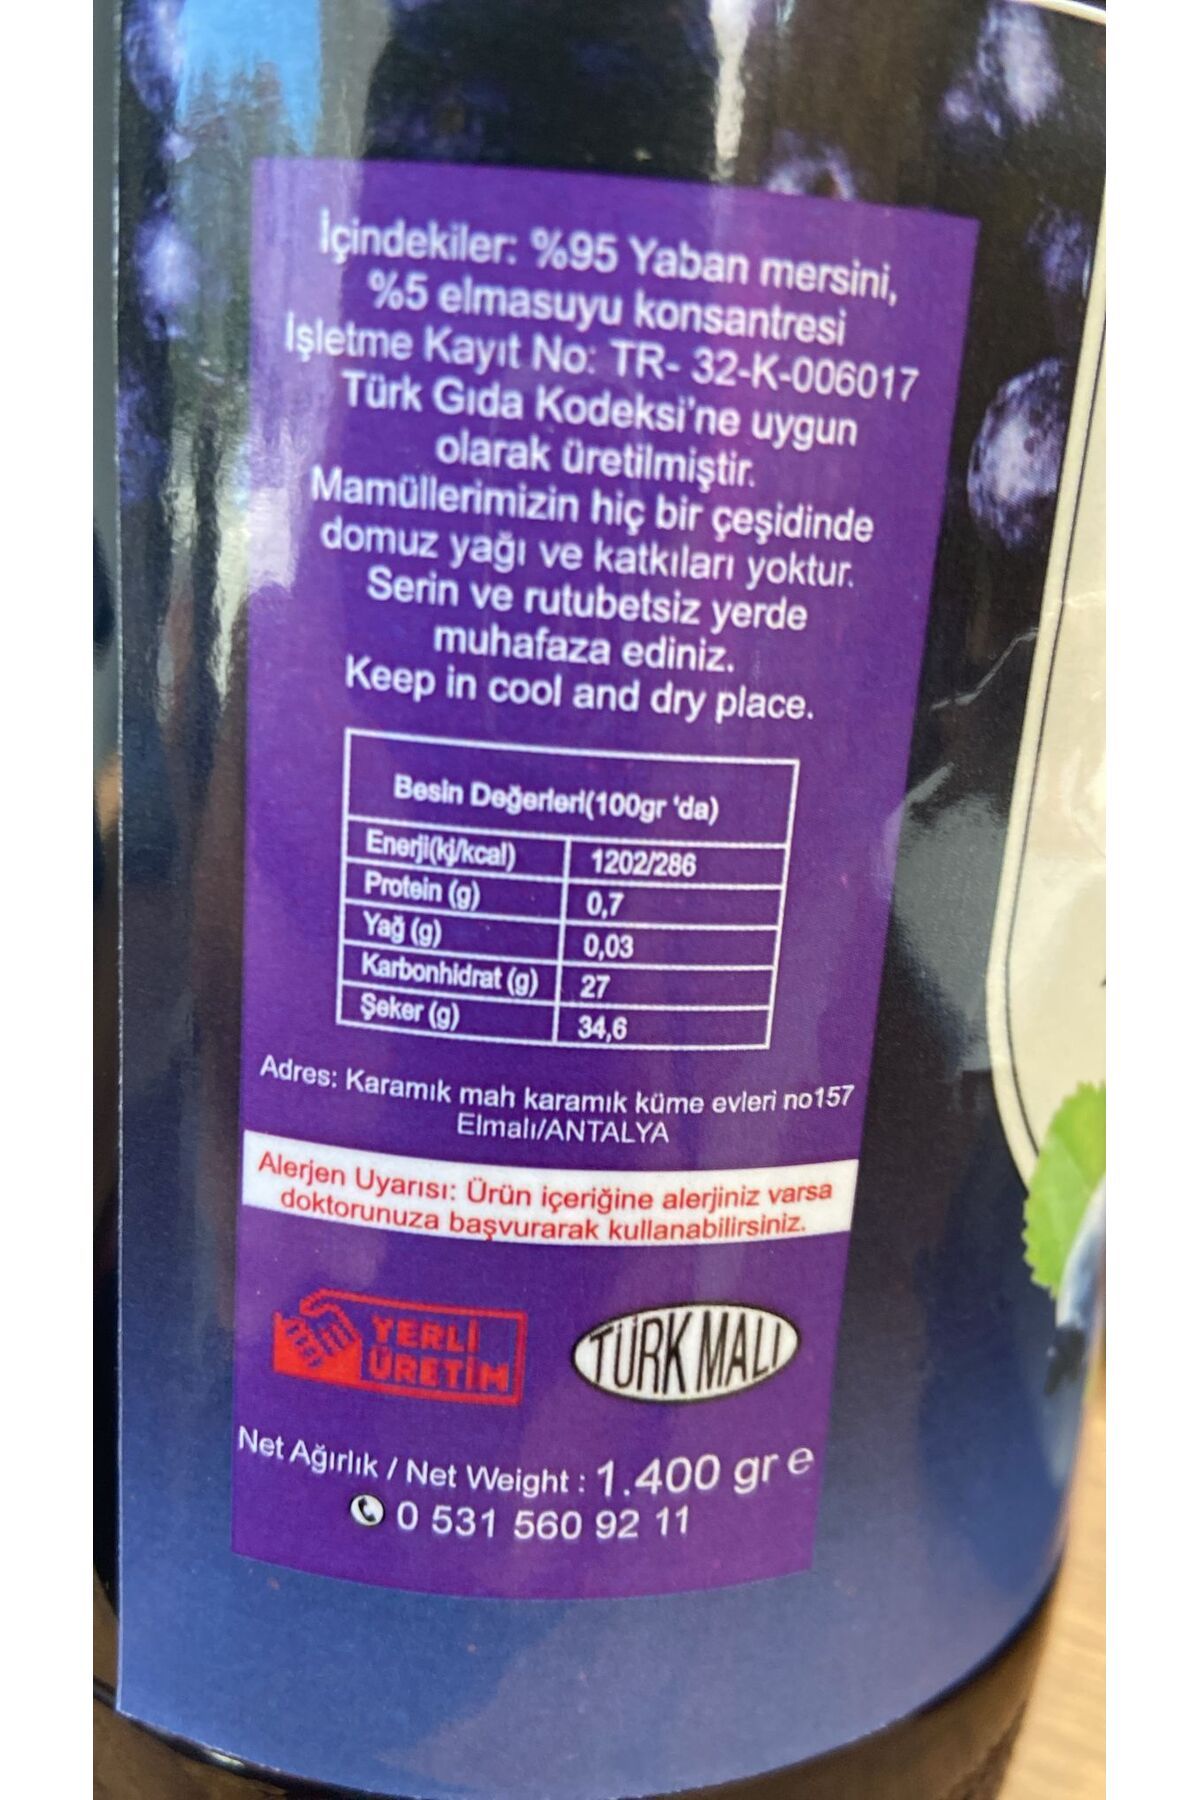 İçindekiler: %95 Yaban mersini,
%5 elmasuyu konsantresi
İşletme Kayıt No: TR- 32-K-006017
Türk Gıda Kodeksi'ne uygun
olarak üretilmiştir.
Mamüllerimizin hiç bir çeşidinde
domuz yağı ve katkıları yoktur.
Serin ve rutubetsiz yerde
muhafaza ediniz.
Keep in cool and dry place.
Besin Değerleri(100gr 'da)
Enerji(kj/kcal) 1202/286
Protein (g) 0,7
Yağ (g) 0,03
Karbonhidrat (g) 27
Şeker (g) 34,6
Adres: Karamık mah karamık küme evleri no157
Elmalı/ANTALYA
Alerjen Uyarısı: Ürün içeriğine alerjiniz varsa
doktorunuza başvurarak kullanabilirsiniz.
YERLİ
ÜRETİM
TÜRK MALI
Net Ağırlık / Net Weight : 1.400 gr e
0 531 560 92 11